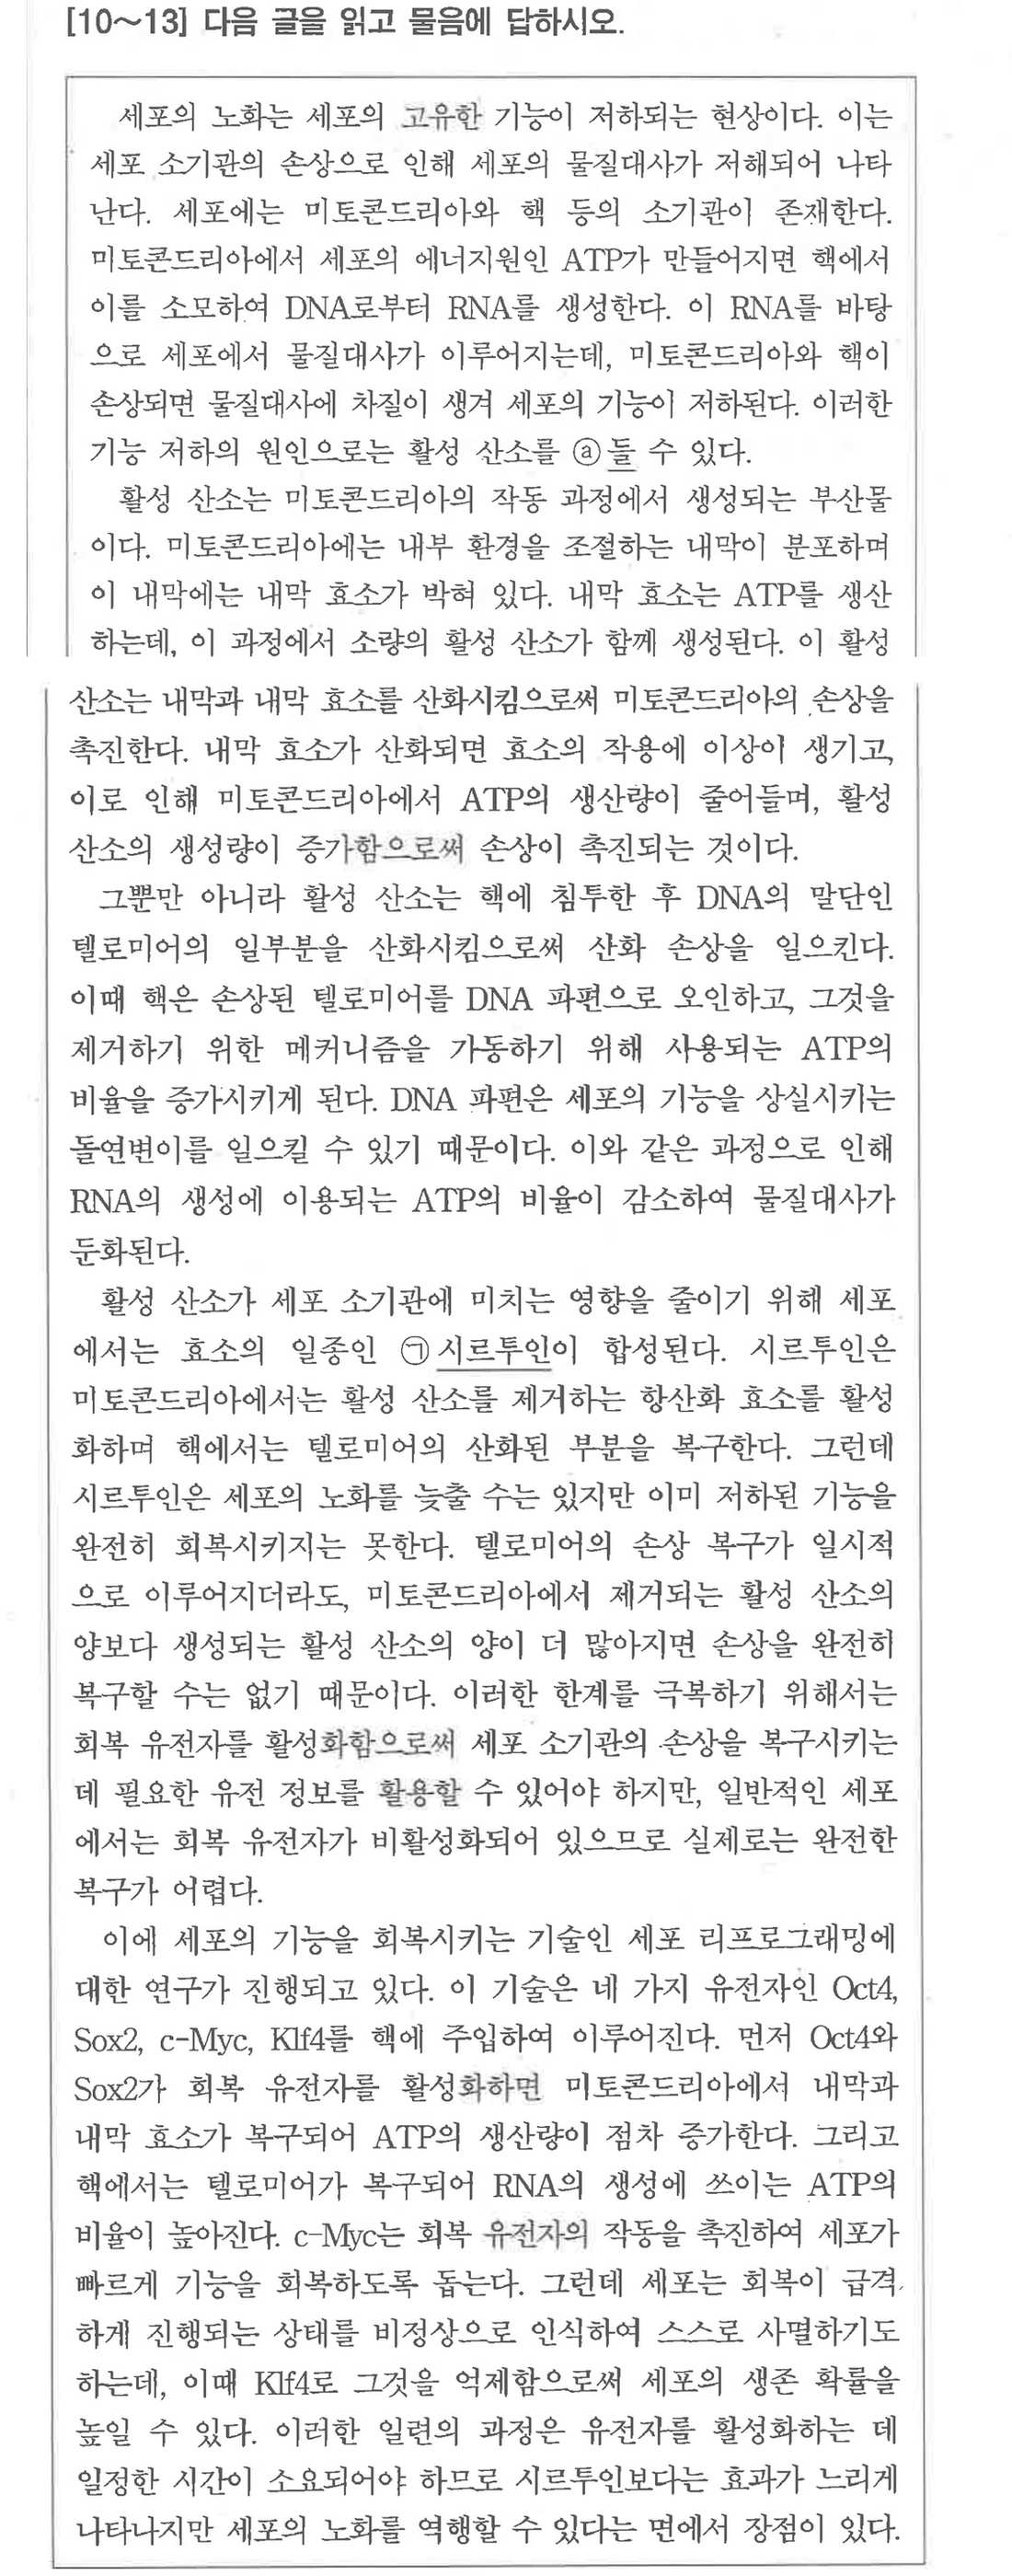 [10～13] 다음 글을 읽고 물음에 답하시오.
세포의 노화는 세포의 고유한 기능이 저하되는 현상이다. 이는
세포 소기관의 손상으로 인해 세포의 물질대사가 저해되어 나타
난다. 세포에는 미토콘드리아와 핵 등의 소기관이 존재한다.
미토콘드리아에서 세포의 에너지원인 ATP가 만들어지면 핵에서
이를 소모하여 DNA로부터 RNA를 생성한다. 이 RNA를 바탕
으로 세포에서 물질대사가 이루어지는데, 미토콘드리아와 핵이
손상되면 물질대사에 차질이 생겨 세포의 기능이 저하된다. 이러한
기능 저하의 원인으로는 활성 산소를 ⓐ들 수 있다.
활성 산소는 미토콘드리아의 작동 과정에서 생성되는 부산물
이다. 미토콘드리아에는 내부 환경을 조절하는 내막이 분포하며
이 내막에는 내막 효소가 박혀 있다. 내막 효소는 ATP를 생산
하는데, 이 과정에서 소량의 활성 산소가 함께 생성된다. 이 활성
산소는 내막과 내막 효소를 산화시킴으로써 미토콘드리아의 손상을
촉진한다. 내막 효소가 산화되면 효소의 작용에 이상이 생기고,
이로 인해 미토콘드리아에서 ATP의 생산량이 줄어들며, 활성
산소의 생성량이 증가함으로써 손상이 촉진되는 것이다.
그뿐만 아니라 활성 산소는 핵에 침투한 후 DNA의 말단인
텔로미어의 일부분을 산화시킴으로써 산화 손상을 일으킨다.
이때 핵은 손상된 텔로미어를 DNA 파편으로 오인하고, 그것을
제거하기 위한 메커니즘을 가동하기 위해 사용되는 ATP의
비율을 증가시키게 된다. DNA 파편은 세포의 기능을 상실시키는
돌연변이를 일으킬 수 있기 때문이다. 이와 같은 과정으로 인해
RNA의 생성에 이용되는 ATP의 비율이 감소하여 물질대사가
둔화된다.
활성 산소가 세포 소기관에 미치는 영향을 줄이기 위해 세포
에서는 효소의 일종인 ㉠시르투인이 합성된다. 시르투인은
미토콘드리아에서는 활성 산소를 제거하는 항산화 효소를 활성
화하며 핵에서는 텔로미어의 산화된 부분을 복구한다. 그런데
시르투인은 세포의 노화를 늦출 수는 있지만 이미 저하된 기능을
완전히 회복시키지는 못한다. 텔로미어의 손상 복구가 일시적
으로 이루어지더라도, 미토콘드리아에서 제거되는 활성 산소의
양보다 생성되는 활성 산소의 양이 더 많아지면 손상을 완전히
복구할 수는 없기 때문이다. 이러한 한계를 극복하기 위해서는
회복 유전자를 활성화함으로써 세포 소기관의 손상을 복구시키는
데 필요한 유전 정보를 활용할 수 있어야 하지만, 일반적인 세포
에서는 회복 유전자가 비활성화되어 있으므로 실제로는 완전한
복구가 어렵다.
이에 세포의 기능을 회복시키는 기술인 세포 리프로그래밍에
대한 연구가 진행되고 있다. 이 기술은 네 가지 유전자인 Oct4,
Sox2, c-Myc, Klf4를 핵에 주입하여 이루어진다. 먼저 Oct4와
Sox2가 회복 유전자를 활성화하면 미토콘드리아에서 내막과
내막 효소가 복구되어 ATP의 생산량이 점차 증가한다. 그리고
핵에서는 텔로미어가 복구되어 RNA의 생성에 쓰이는 ATP의
비율이 높아진다. c-Myc는 회복 유전자의 작동을 촉진하여 세포가
빠르게 기능을 회복하도록 돕는다. 그런데 세포는 회복이 급격
하게 진행되는 상태를 비정상으로 인식하여 스스로 사멸하기도
하는데, 이때 Klf4로 그것을 억제함으로써 세포의 생존 확률을
높일 수 있다. 이러한 일련의 과정은 유전자를 활성화하는 데
일정한 시간이 소요되어야 하므로 시르투인보다는 효과가 느리게
나타나지만 세포의 노화를 역행할 수 있다는 면에서 장점이 있다.